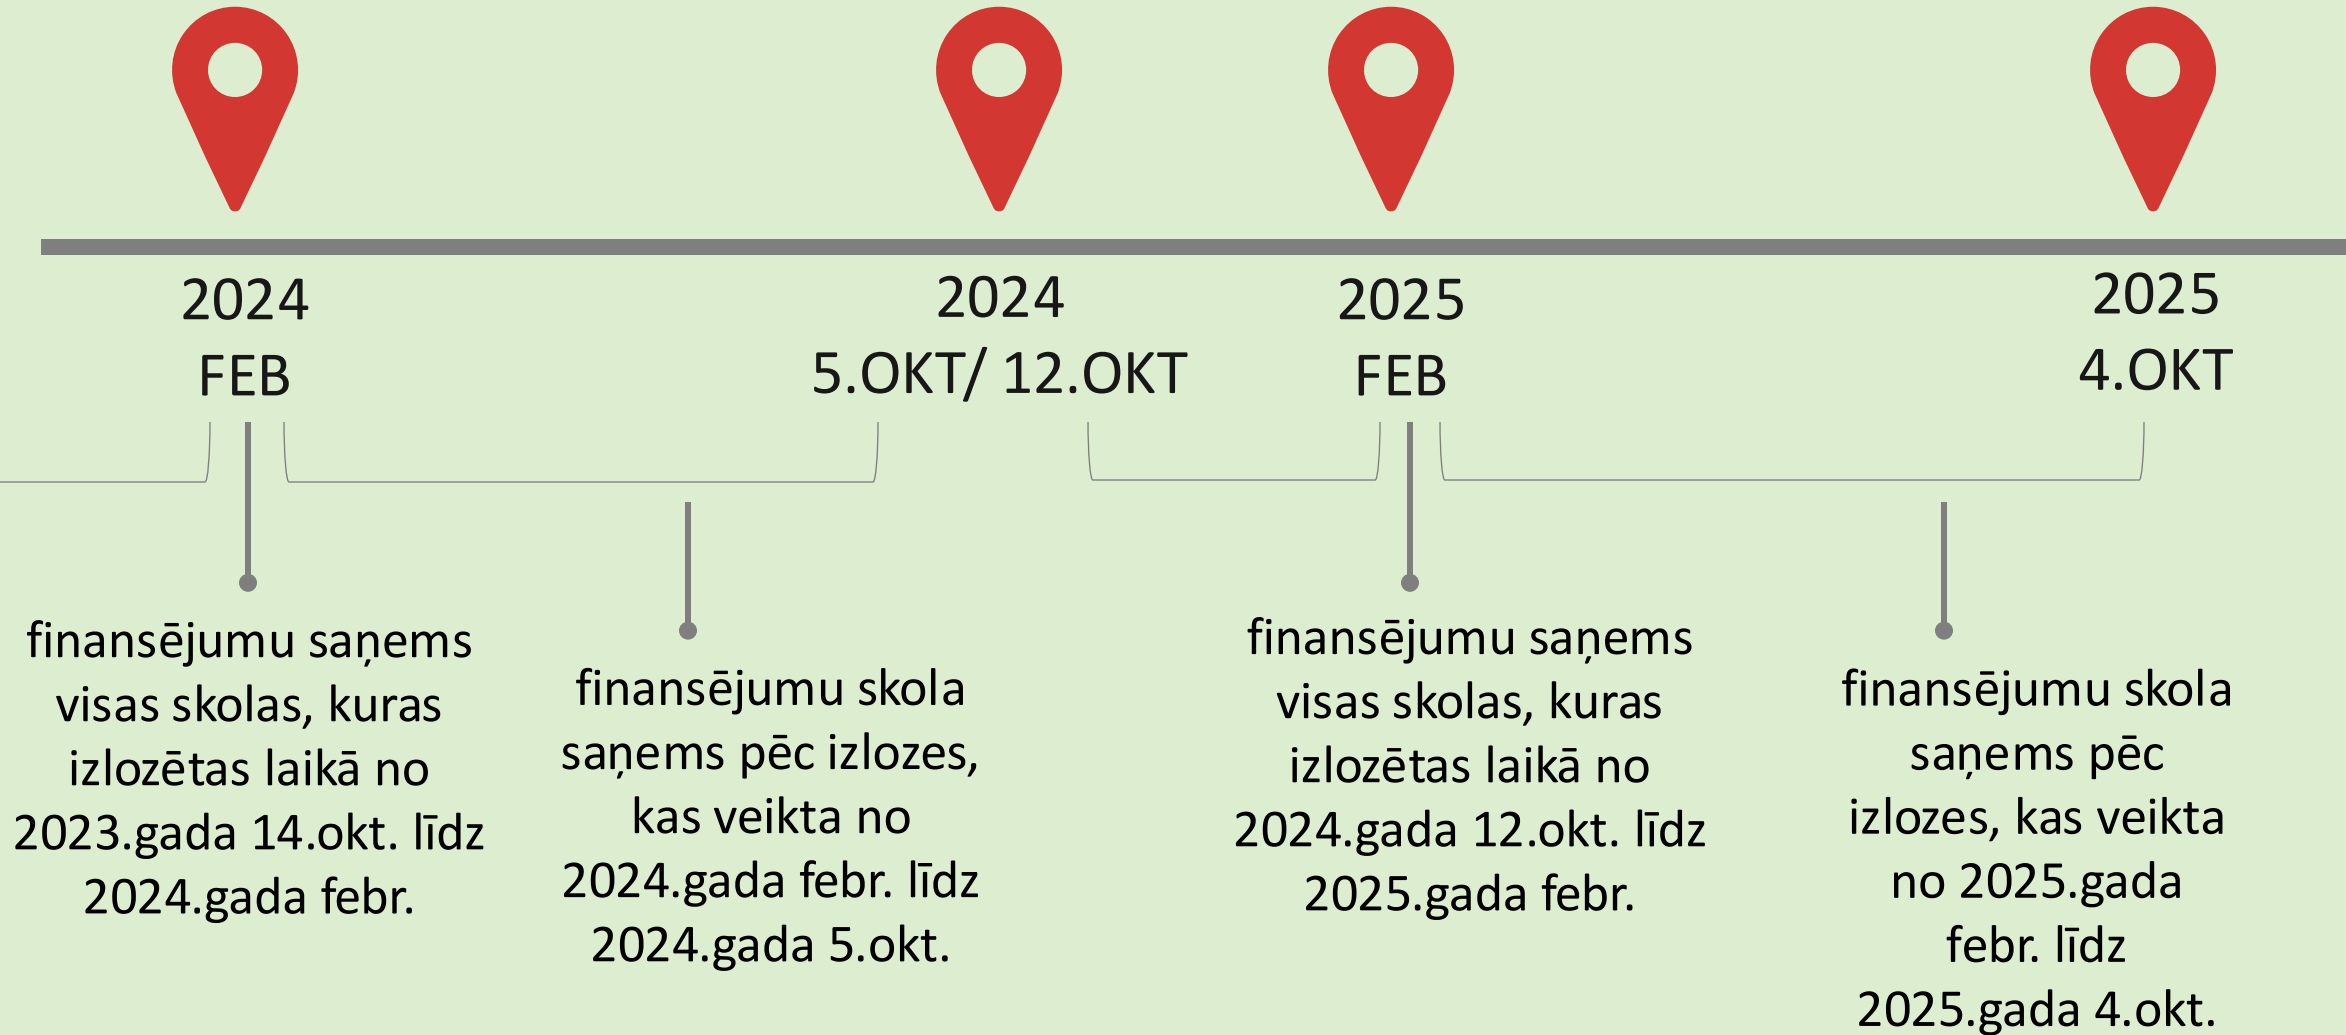 2024
FEB
2024
5.OKT/ 12.OKT
2025
FEB
2025
4.OKT
finansējumu saņems
visas skolas, kuras
izlozētas laikā no
2023.gada 14.okt. līdz
2024.gada febr.
finansējumu skola
saņems pēc izlozes,
kas veikta no
2024.gada febr. līdz
2024.gada 5.okt.
finansējumu saņems
visas skolas, kuras
izlozētas laikā no
2024.gada 12.okt. līdz
2025.gada febr.
finansējumu skola
saņems pēc
izlozes, kas veikta
no 2025.gada
febr. līdz
2025.gada 4.okt.